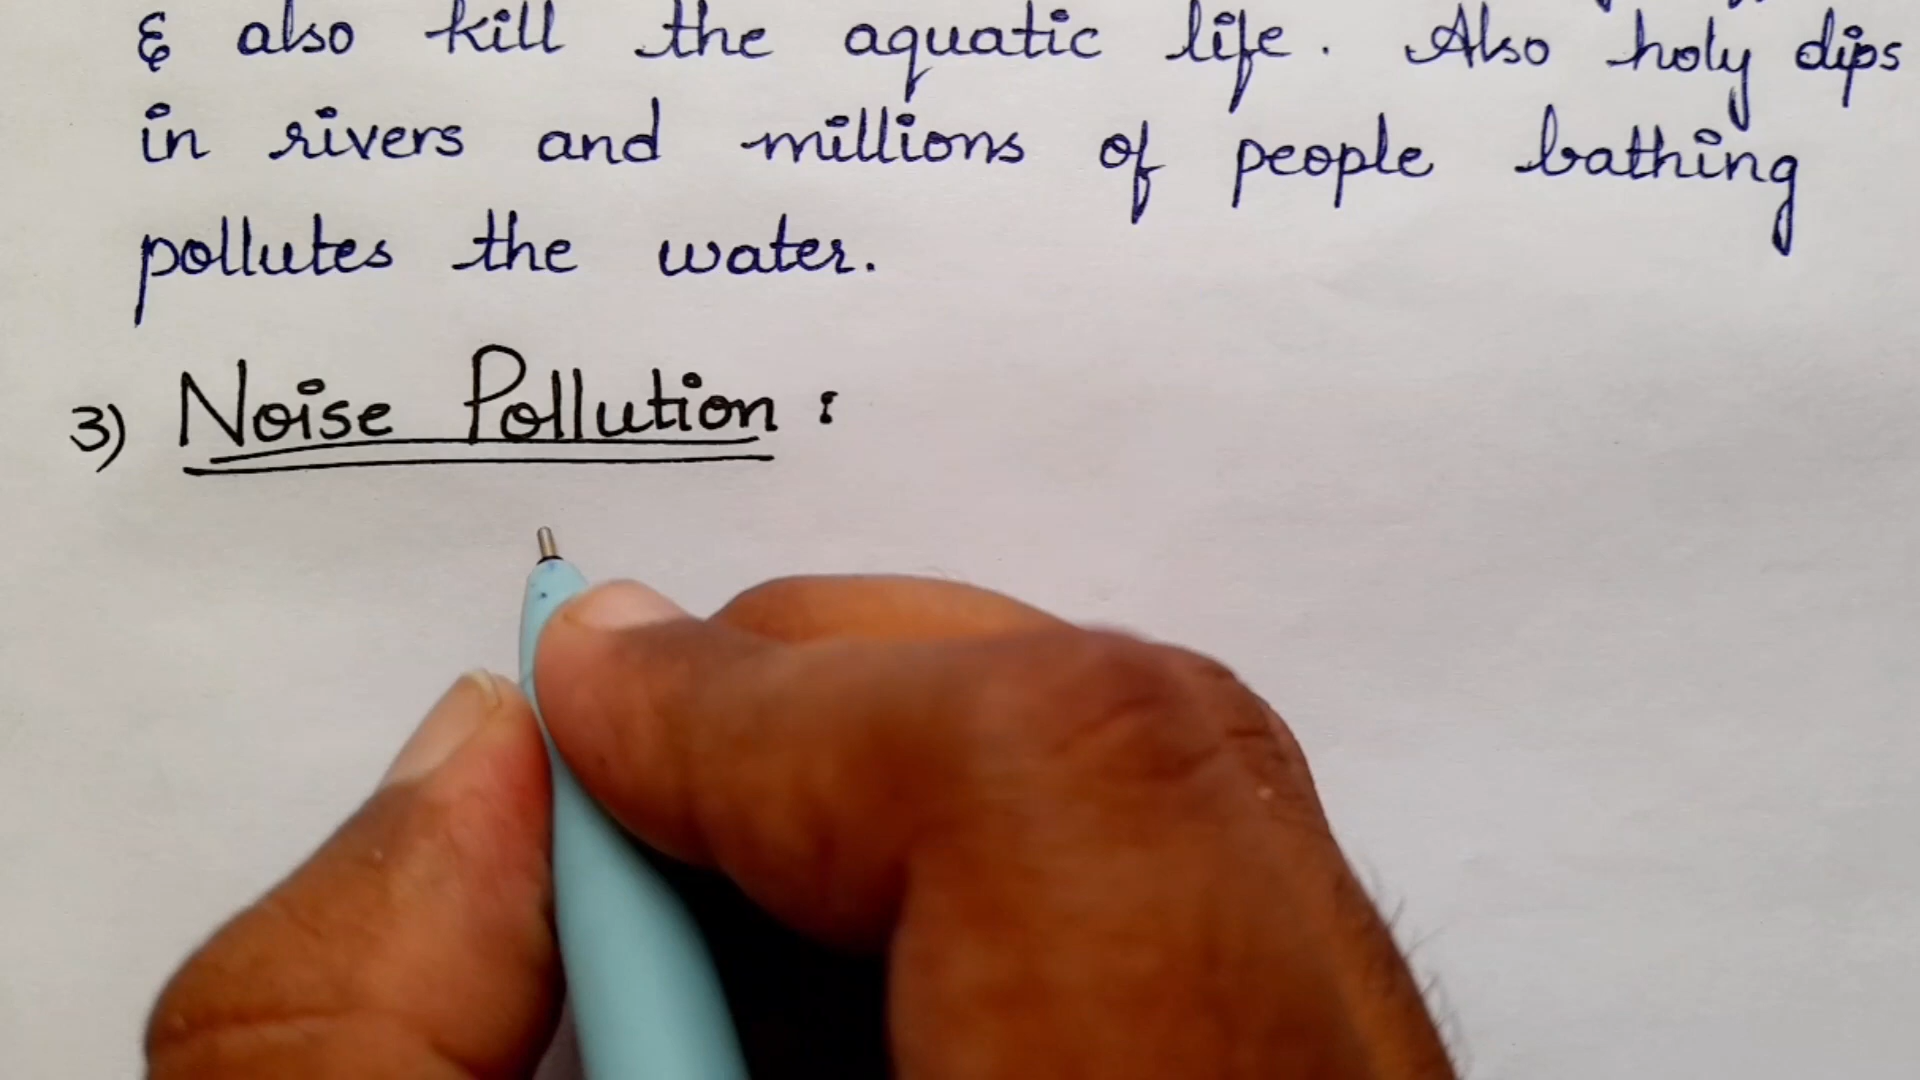 & also kill the aquatic life. Also holy dips
in rivers and millions of people bathing
pollutes the water.
3) Noise Pollution :